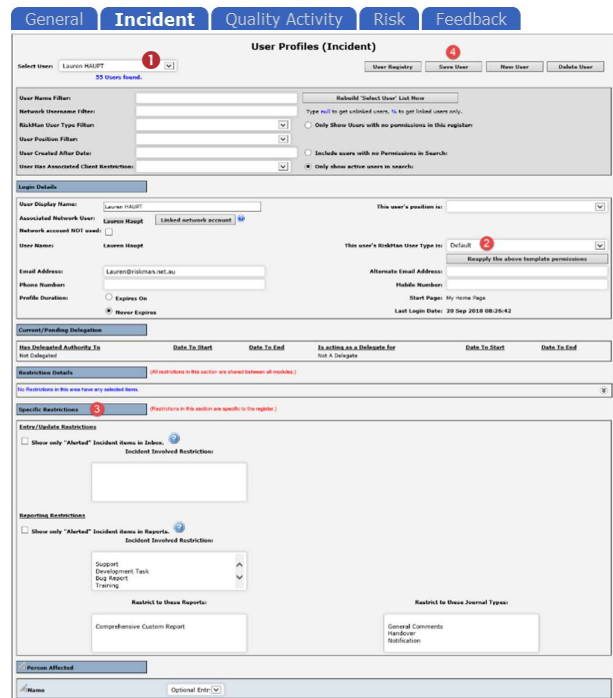 General Incident Quality Activity Risk Feedback
User Profiles (Incident)
Select User: Lauren HAUPT 1 4
55 Users found. User Registry Save User New User Delete User
User Name Filter: Rebuild 'Select User' List Now
Network Username Filter: Type null to get unlinked users, % to get linked users only.
RiskMan User Type Filter: Only Show Users with no permissions in this register:
User Position Filter:
User Created After Date: Include users with no Permissions in Search:
User Has Associated Client Restriction: Only show active users in search:
Login Details
User Display Name: Lauren HAUPT This user's position is:
Associated Network User: Lauren Haupt Linked network account
Network account NOT used:
User Name: Lauren Haupt This user's RiskMan User Type is: Default 2
Reapply the above template permissions
Email Address: Lauren@riskman.net.au Alternate Email Address:
Phone Number: Mobile Number:
Profile Duration: Expires On Start Page: My Home Page
Never Expires Last Login Date: 20 Sep 2018 08:26:42
Current/Pending Delegation
Has Delegated Authority To Date To Start Date To End Is acting as a Delegate for Date To Start Date To End
Not Delegated Not A Delegate
Restriction Details (All restrictions in this section are shared between all modules.)
No Restrictions in this area have any selected items.
Specific Restrictions 3 (Restrictions in this section are specific to the register.)
Entry/Update Restrictions
Show only "Alerted" Incident items in Inbox. ?
Incident Involved Restriction:
Reporting Restrictions
Show only "Alerted" Incident items in Reports. ?
Incident Involved Restriction:
Support
Development Task
Bug Report
Training
Restrict to these Reports: Restrict to these Journal Types:
Comprehensive Custom Report General Comments
Handover
Notification
Person Affected
Name Optional Entr